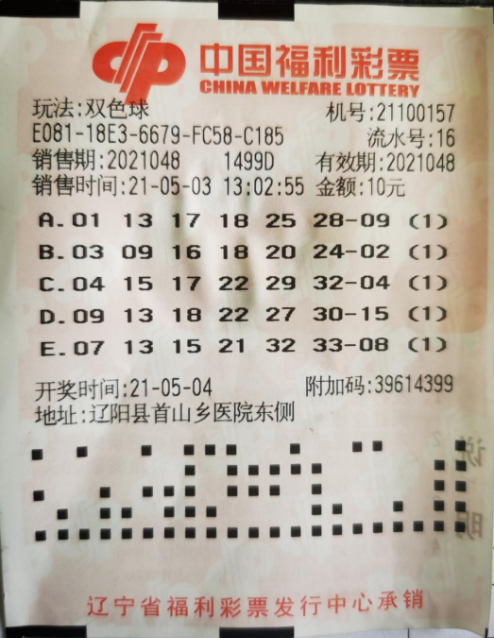 中国福利彩票
CHINA WELFARE LOTTERY
玩法:双色球 机号:21100157
E081-18E3-6679-FC58-C185 流水号:16
销售期:2021048 1499D 有效期:2021048
销售时间:21-05-03 13:02:55 金额:10元
A.01 13 17 18 25 28-09 (1)
B.03 09 16 18 20 24-02 (1)
C.04 15 17 22 29 32-04 (1)
D.09 13 18 22 27 30-15 (1)
E.07 13 15 21 32 33-08 (1)
开奖时间:21-05-04 附加码:39614399
地址:辽阳县首山乡医院东侧
辽宁省福利彩票发行中心承销